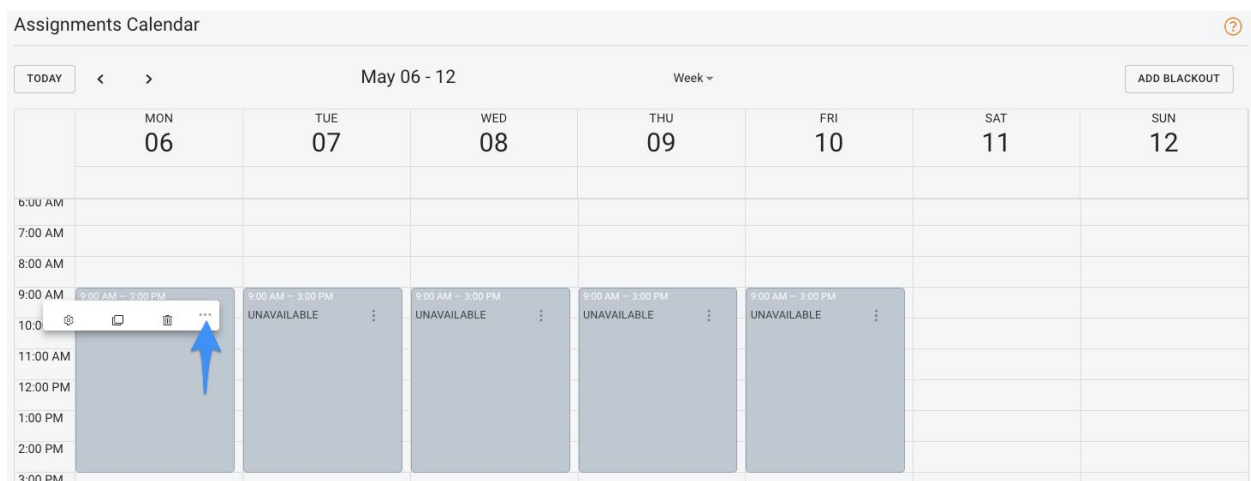 Assignments Calendar
TODAY
May 06 - 12
Week
ADD BLACKOUT
MON TUE WED THU FRI SAT SUN
06 07 08 09 10 11 12
6:00 AM
7:00 AM
8:00 AM
9:00 AM
9:00 AM – 3:00 PM 9:00 AM – 3:00 PM 9:00 AM – 3:00 PM 9:00 AM – 3:00 PM 9:00 AM – 3:00 PM
UNAVAILABLE UNAVAILABLE UNAVAILABLE UNAVAILABLE
10:0
11:00 AM
12:00 PM
1:00 PM
2:00 PM
3:00 PM